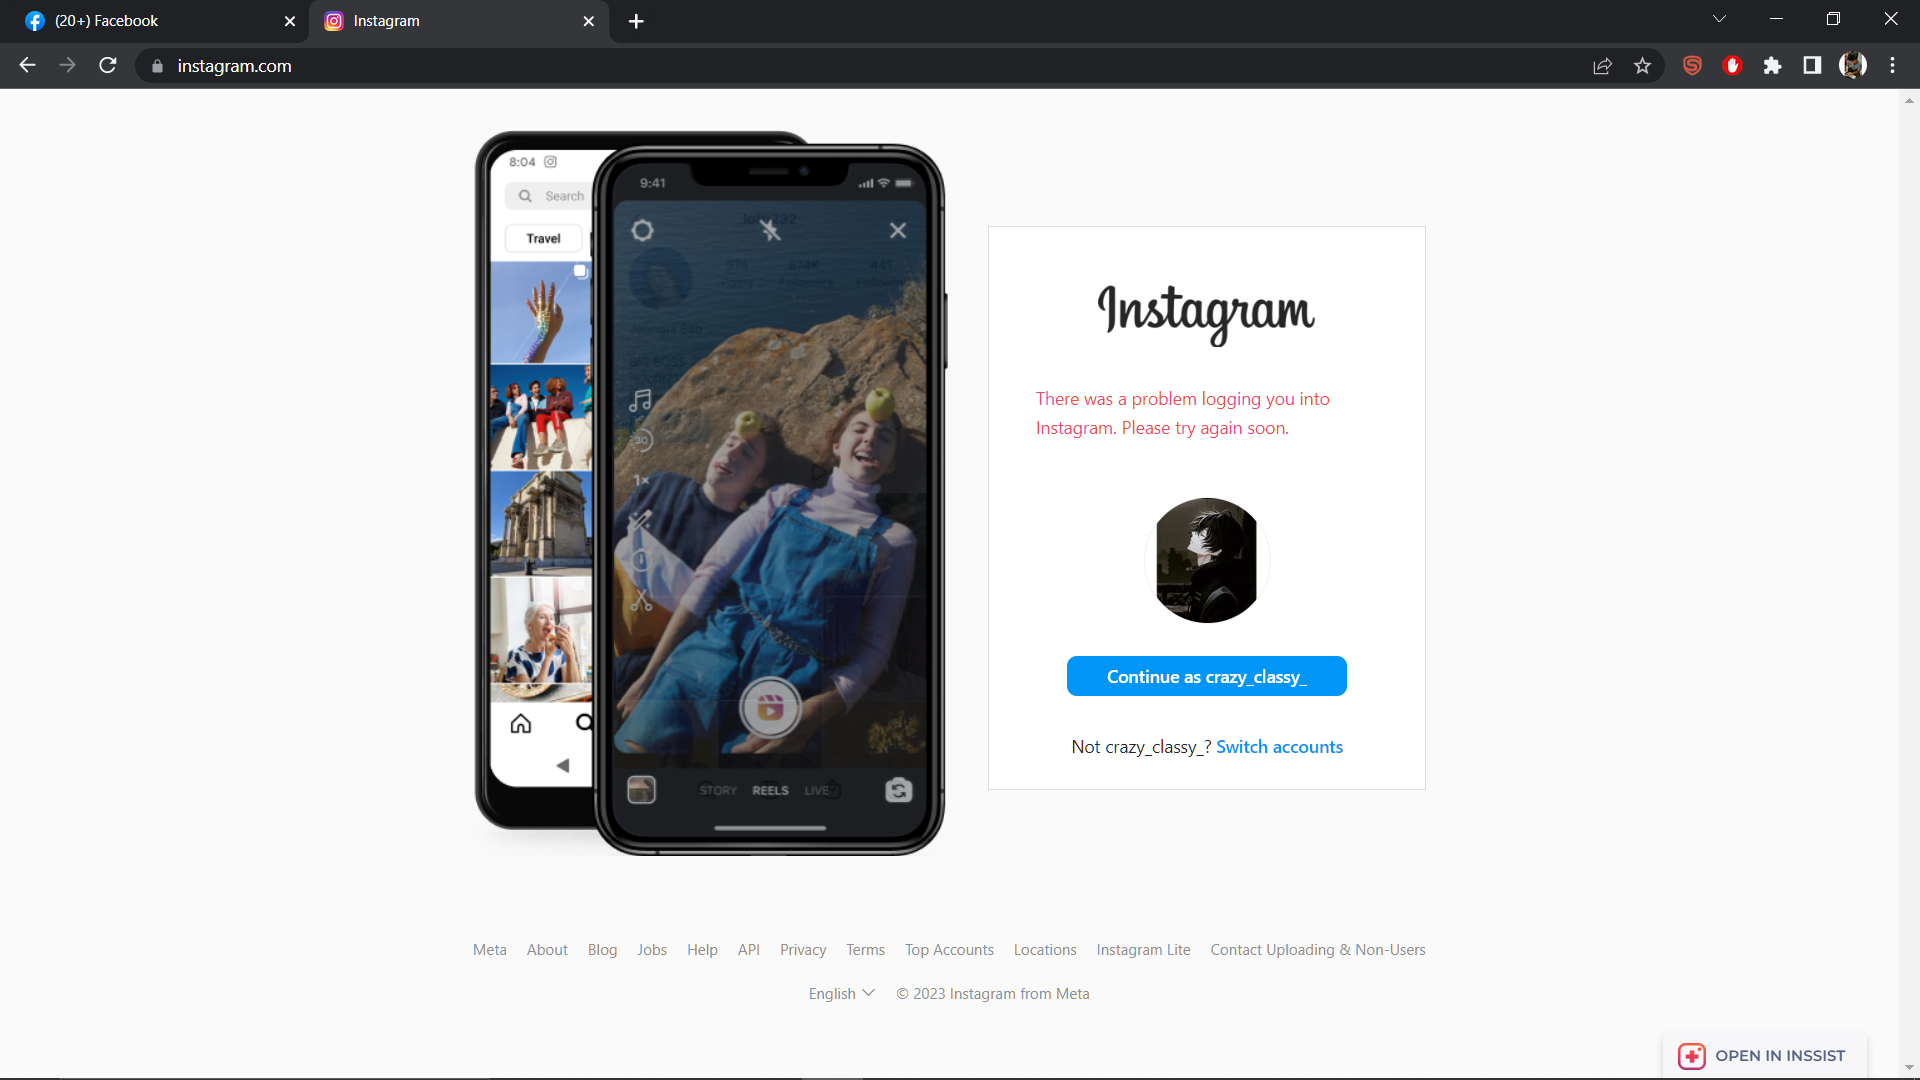 (20+) Facebook
Instagram
instagram.com
8:04
Search
Travel
9:41
30
1x
STORY REELS LIVE
Instagram
There was a problem logging you into
Instagram. Please try again soon.
Continue as crazy_classy_
Not crazy_classy_? Switch accounts
Meta About Blog Jobs Help API Privacy Terms Top Accounts Locations Instagram Lite Contact Uploading & Non-Users
English © 2023 Instagram from Meta
OPEN IN INSSIST